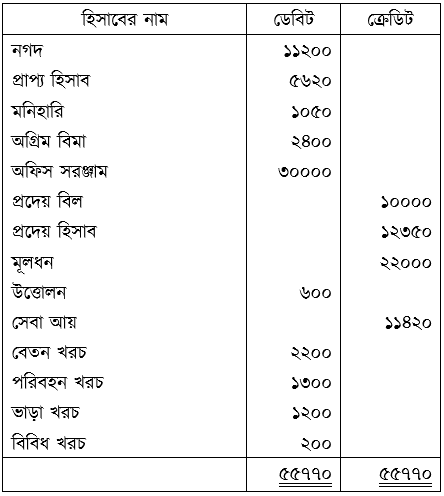 হিসাবের নাম ডেবিট ক্রেডিট
নগদ ১১২০০
প্রাপ্য হিসাব ৫৬২০
মনিহারি ১০৫০
অগ্রিম বিমা ২৪০০
অফিস সরঞ্জাম ৩০০০০
প্রদেয় বিল ১০০০০
প্রদেয় হিসাব ১২৩৫০
মূলধন ২২০০০
উত্তোলন ৬০০
সেবা আয় ১১৪২০
বেতন খরচ ২২০০
পরিবহন খরচ ১৩০০
ভাড়া খরচ ১২০০
বিবিধ খরচ ২০০
৫৫৭৭০ ৫৫৭৭০